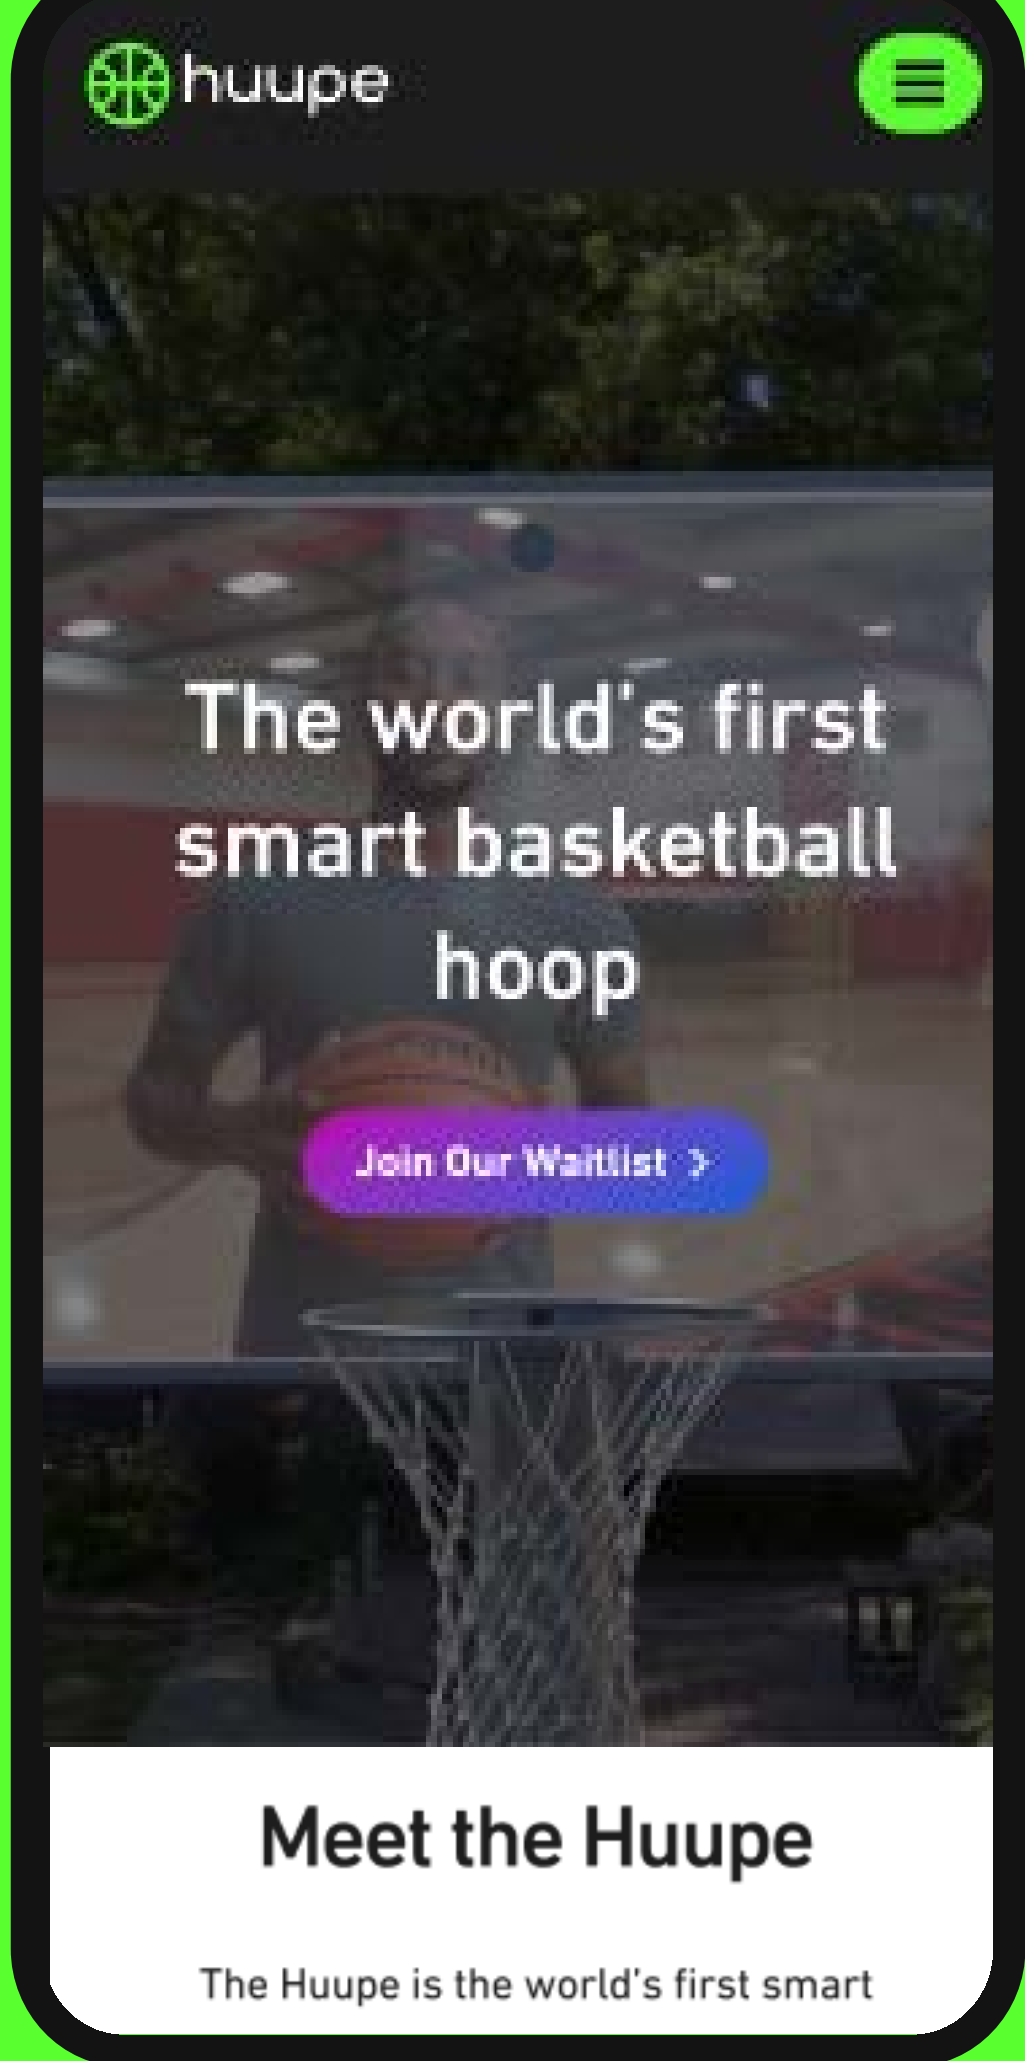 huupe
The world's first
smart basketball
hoop
Join Our Waitlist >
Meet the Huupe
The Huupe is the world's first smart